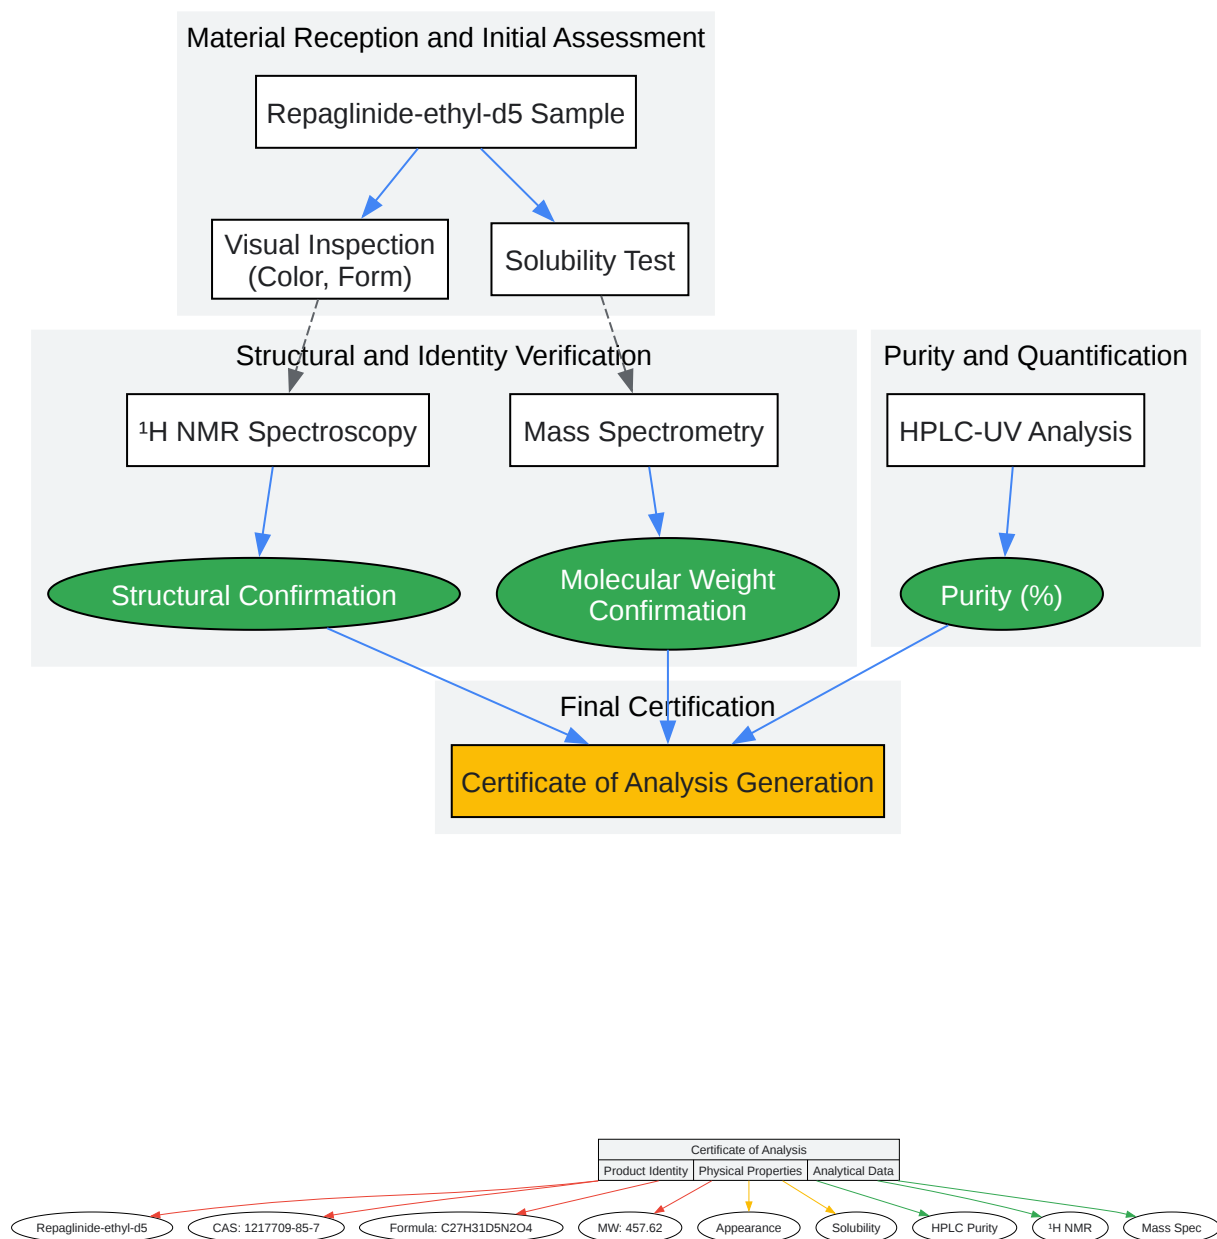 Material Reception and Initial Assessment
Repaglinide-ethyl-d5 Sample
Visual Inspection
(Color, Form)
Solubility Test
Structural and Identity Verification
Purity and Quantification
¹H NMR Spectroscopy
Mass Spectrometry
HPLC-UV Analysis
Structural Confirmation
Molecular Weight
Confirmation
Purity (%)
Final Certification
Certificate of Analysis Generation
Certificate of Analysis
Product Identity
Physical Properties
Analytical Data
Repaglinide-ethyl-d5
CAS: 1217709-85-7
Formula: C27H31D5N2O4
MW: 457.62
Appearance
Solubility
HPLC Purity
¹H NMR
Mass Spec